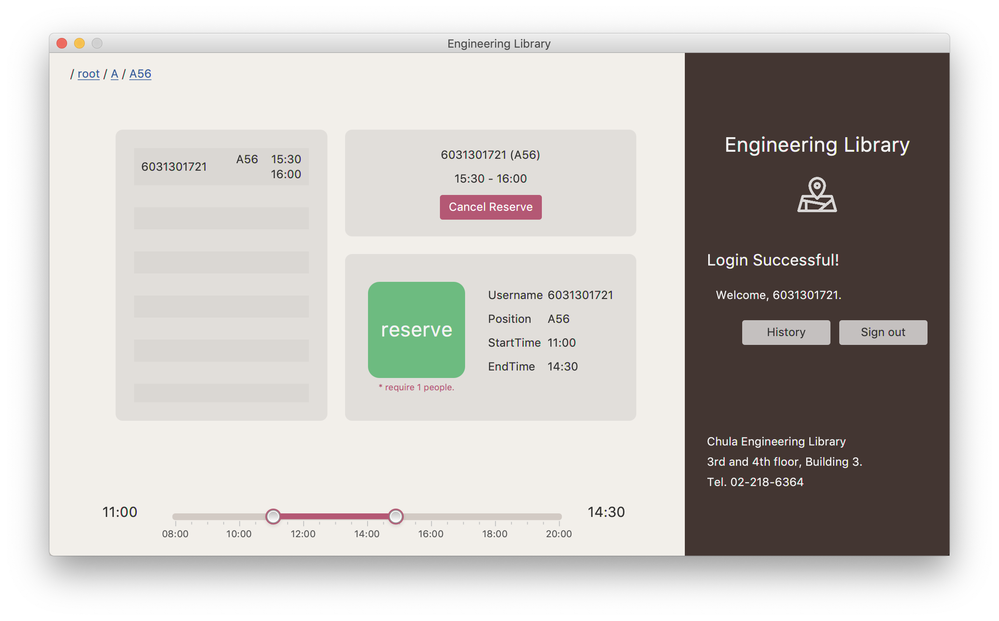 Engineering Library
/ root / A / A56
6031301721 A56 15:30
16:00
6031301721 (A56)
15:30 - 16:00
Cancel Reserve
reserve
* require 1 people.
Username 6031301721
Position A56
StartTime 11:00
EndTime 14:30
11:00
14:30
08:00 10:00 12:00 14:00 16:00 18:00 20:00
Engineering Library
Login Successful!
Welcome, 6031301721.
History Sign out
Chula Engineering Library
3rd and 4th floor, Building 3.
Tel. 02-218-6364